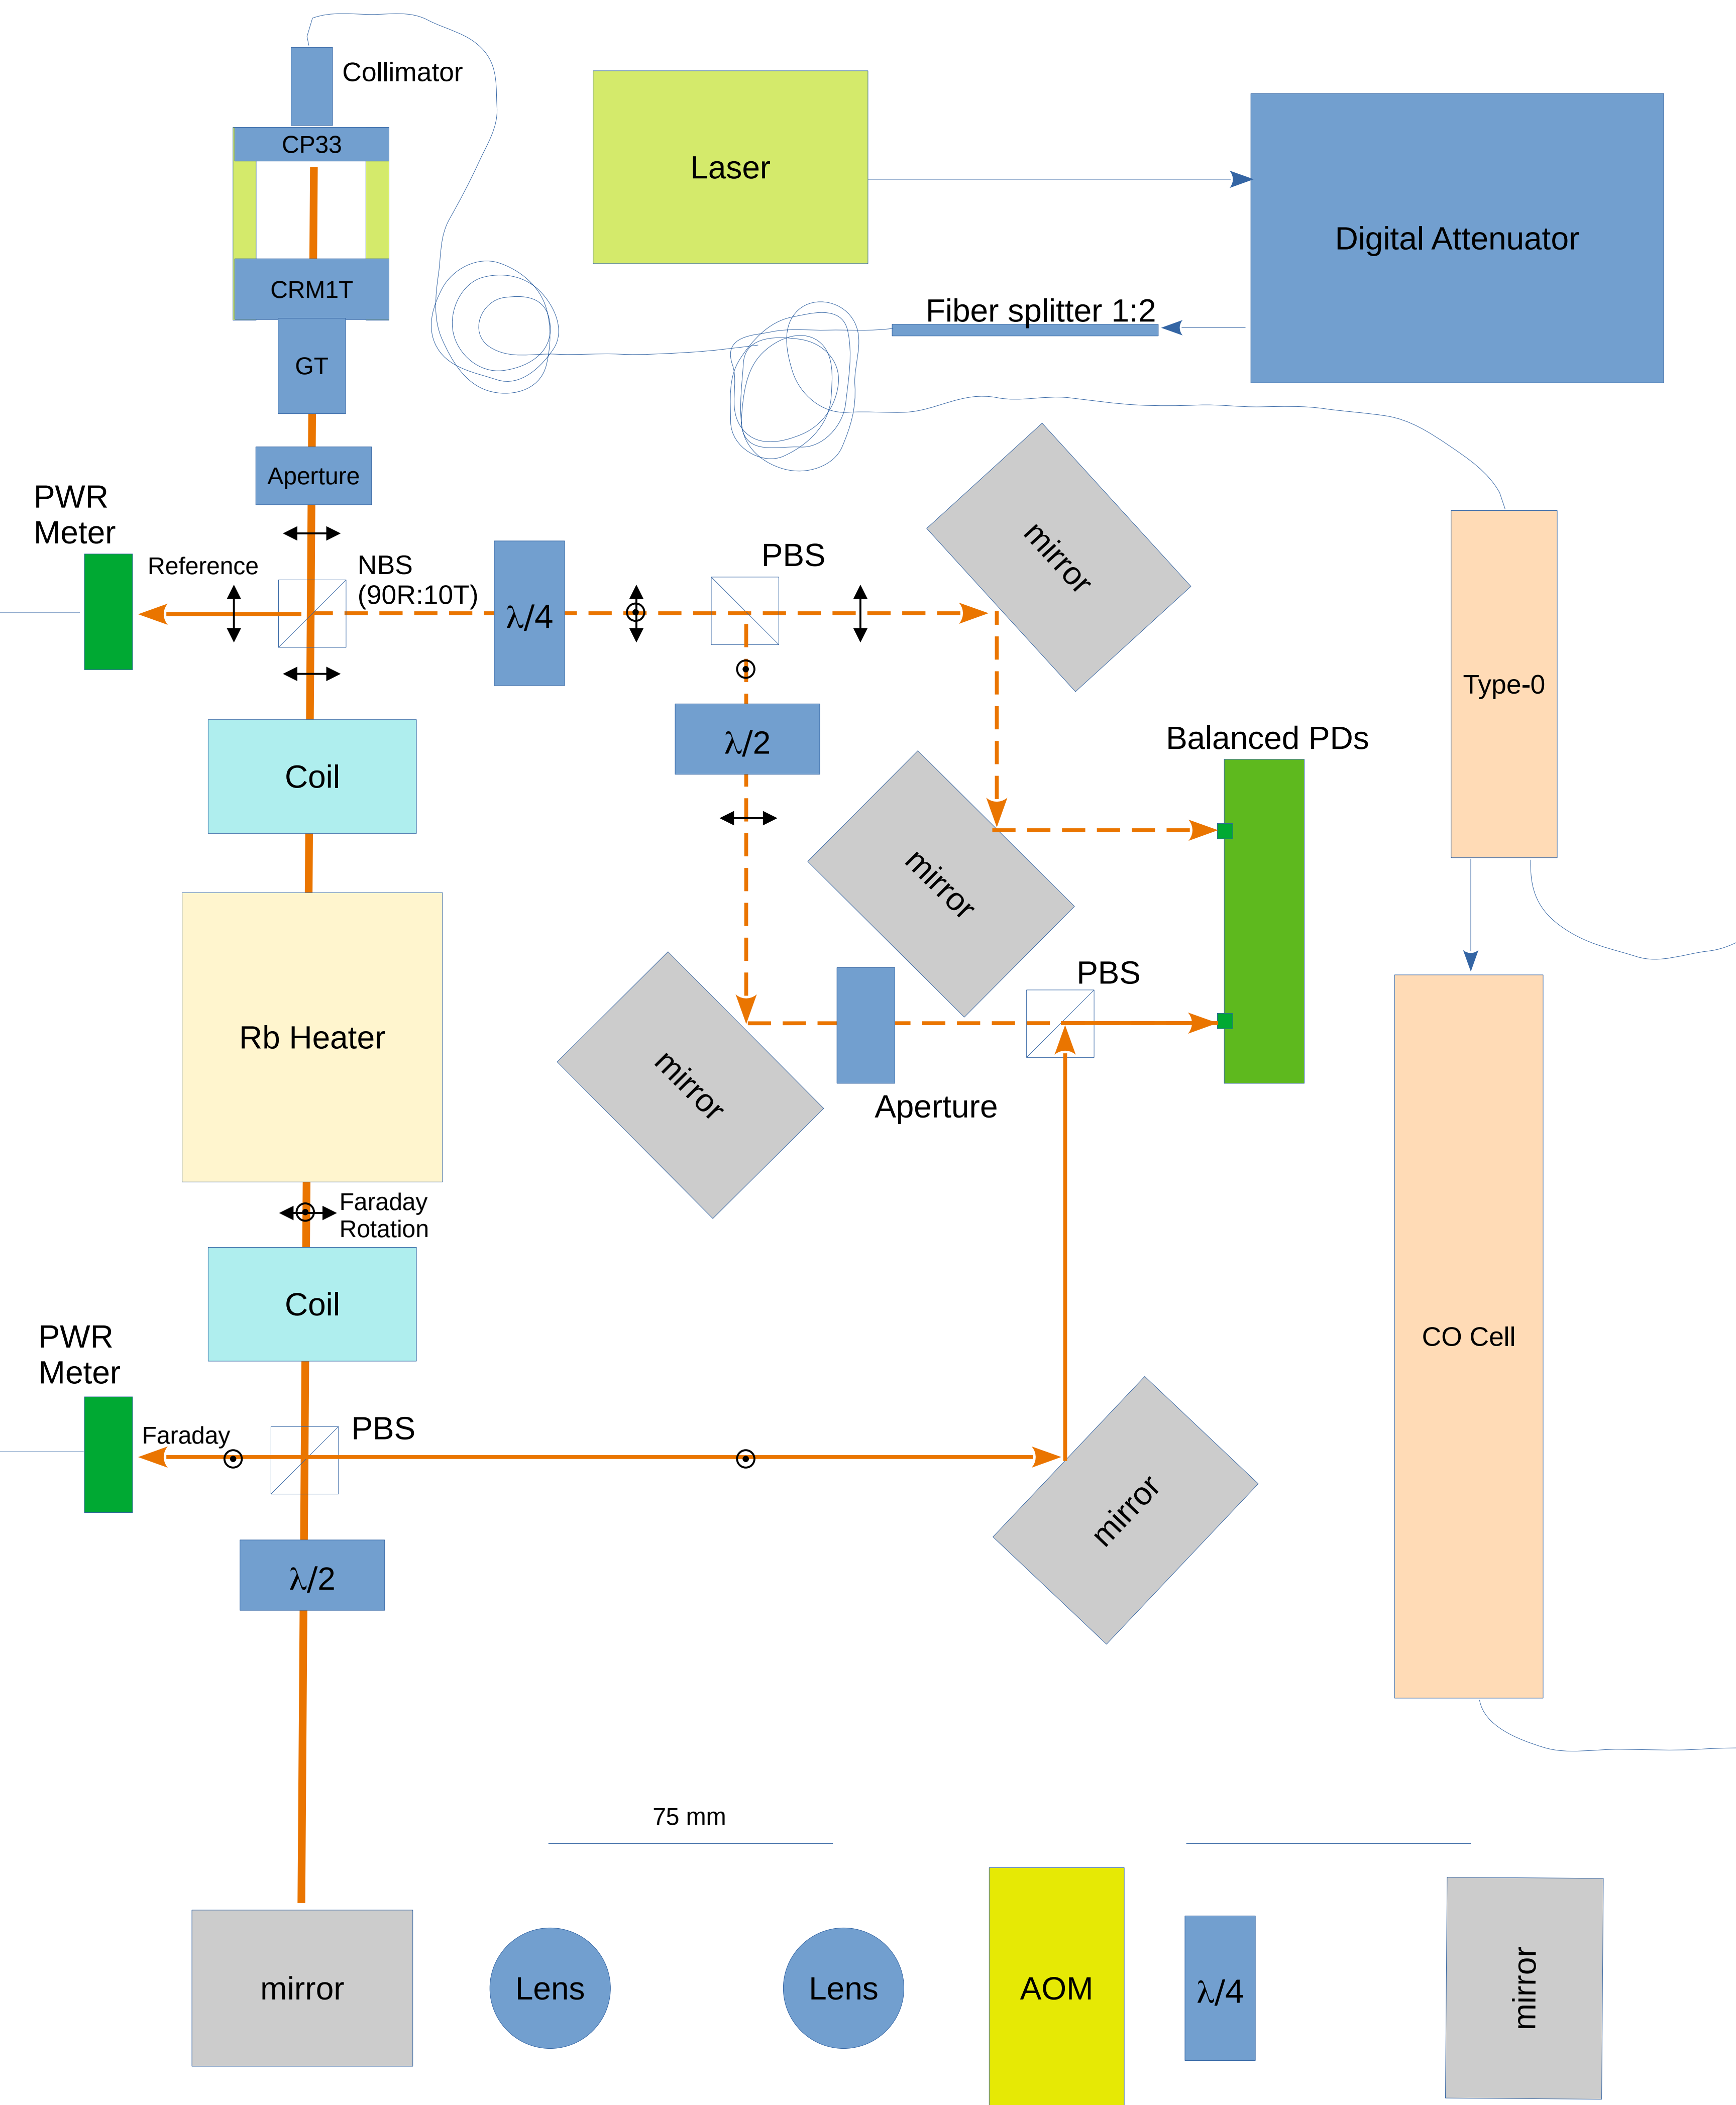 Collimator
CP33
Laser
Digital Attenuator
CRM1T
Fiber splitter 1:2
GT
Aperture
PWR
Meter
Reference
NBS
(90R:10T)
λ/4
PBS
mirror
Type-0
λ/2
Balanced PDs
Coil
mirror
PBS
Rb Heater
mirror
Aperture
Faraday
Rotation
Coil
PWR
Meter
CO Cell
Faraday
PBS
mirror
λ/2
75 mm
mirror
Lens
Lens
AOM
λ/4
mirror